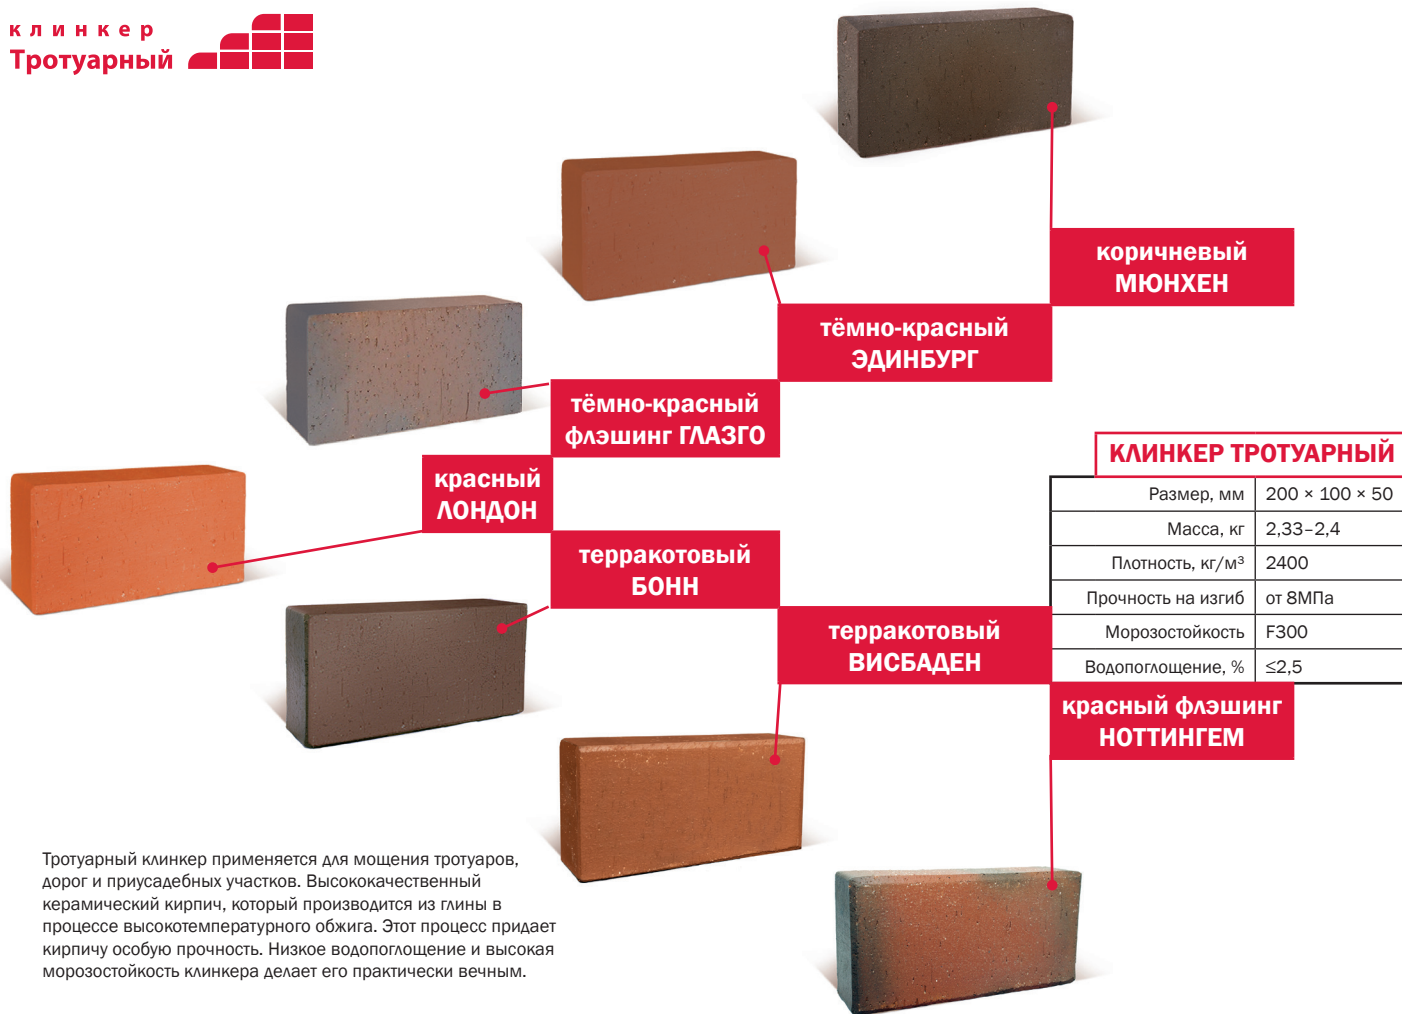 клинкер
Тротуарный
коричневый
МЮНХЕН
тёмно-красный
ЭДИНБУРГ
тёмно-красный
флэшинг ГЛАЗГО
красный
ЛОНДОН
терракотовый
БОНН
терракотовый
ВИСБАДЕН
красный флэшинг
НОТТИНГЕМ
КЛИНКЕР ТРОТУАРНЫЙ
Размер, мм 200 × 100 × 50
Масса, кг 2,33–2,4
Плотность, кг/м³ 2400
Прочность на изгиб от 8МПа
Морозостойкость F300
Водопоглощение, % ≤2,5
Тротуарный клинкер применяется для мощения тротуаров,
дорог и приусадебных участков. Высококачественный
керамический кирпич, который производится из глины в
процессе высокотемпературного обжига. Этот процесс придает
кирпичу особую прочность. Низкое водопоглощение и высокая
морозостойкость клинкера делает его практически вечным.